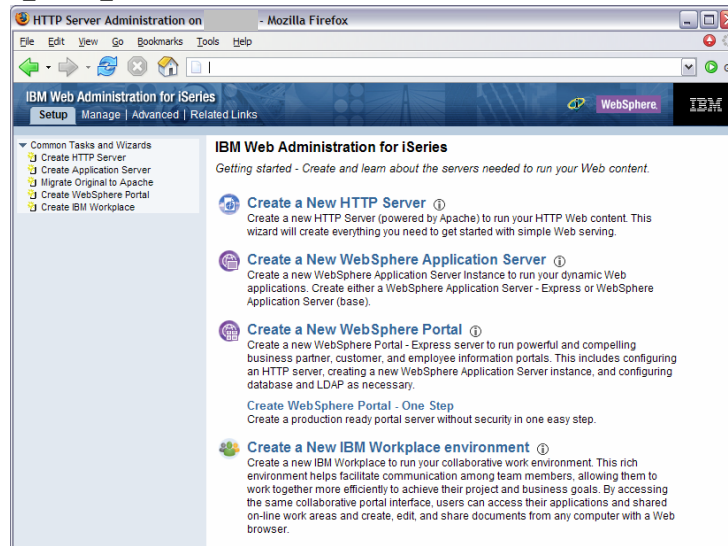 HTTP Server Administration on - Mozilla Firefox
File Edit View Go Bookmarks Tools Help
IBM Web Administration for iSeries
Setup Manage | Advanced | Related Links
WebSphere.
IBM
Common Tasks and Wizards
Create HTTP Server
Create Application Server
Migrate Original to Apache
Create WebSphere Portal
Create IBM Workplace
IBM Web Administration for iSeries
Getting started - Create and learn about the servers needed to run your Web content.
Create a New HTTP Server
Create a new HTTP Server (powered by Apache) to run your HTTP Web content. This
wizard will create everything you need to get started with simple Web serving.
Create a New WebSphere Application Server
Create a new WebSphere Application Server Instance to run your dynamic Web
applications. Create either a WebSphere Application Server - Express or WebSphere
Application Server (base).
Create a New WebSphere Portal
Create a new WebSphere Portal - Express server to run powerful and compelling
business partner, customer, and employee information portals. This includes configuring
an HTTP server, creating a new WebSphere Application Server instance, and configuring
database and LDAP as necessary.
Create WebSphere Portal - One Step
Create a production ready portal server without security in one easy step.
Create a New IBM Workplace environment
Create a new IBM Workplace to run your collaborative work environment. This rich
environment helps facilitate communication among team members, allowing them to
work together more efficiently to achieve their project and business goals. By accessing
the same collaborative portal interface, users can access their applications and shared
on-line work areas and create, edit, and share documents from any computer with a Web
browser.